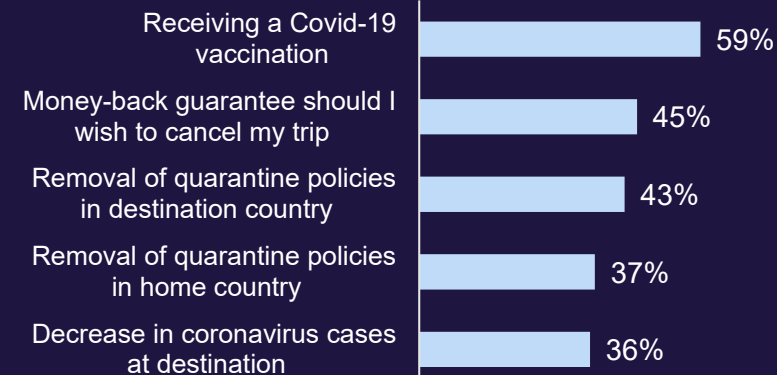 Receiving a Covid-19
vaccination
59%
Money-back guarantee should I
wish to cancel my trip
45%
Removal of quarantine policies
in destination country
43%
Removal of quarantine policies
in home country
37%
Decrease in coronavirus cases
at destination
36%